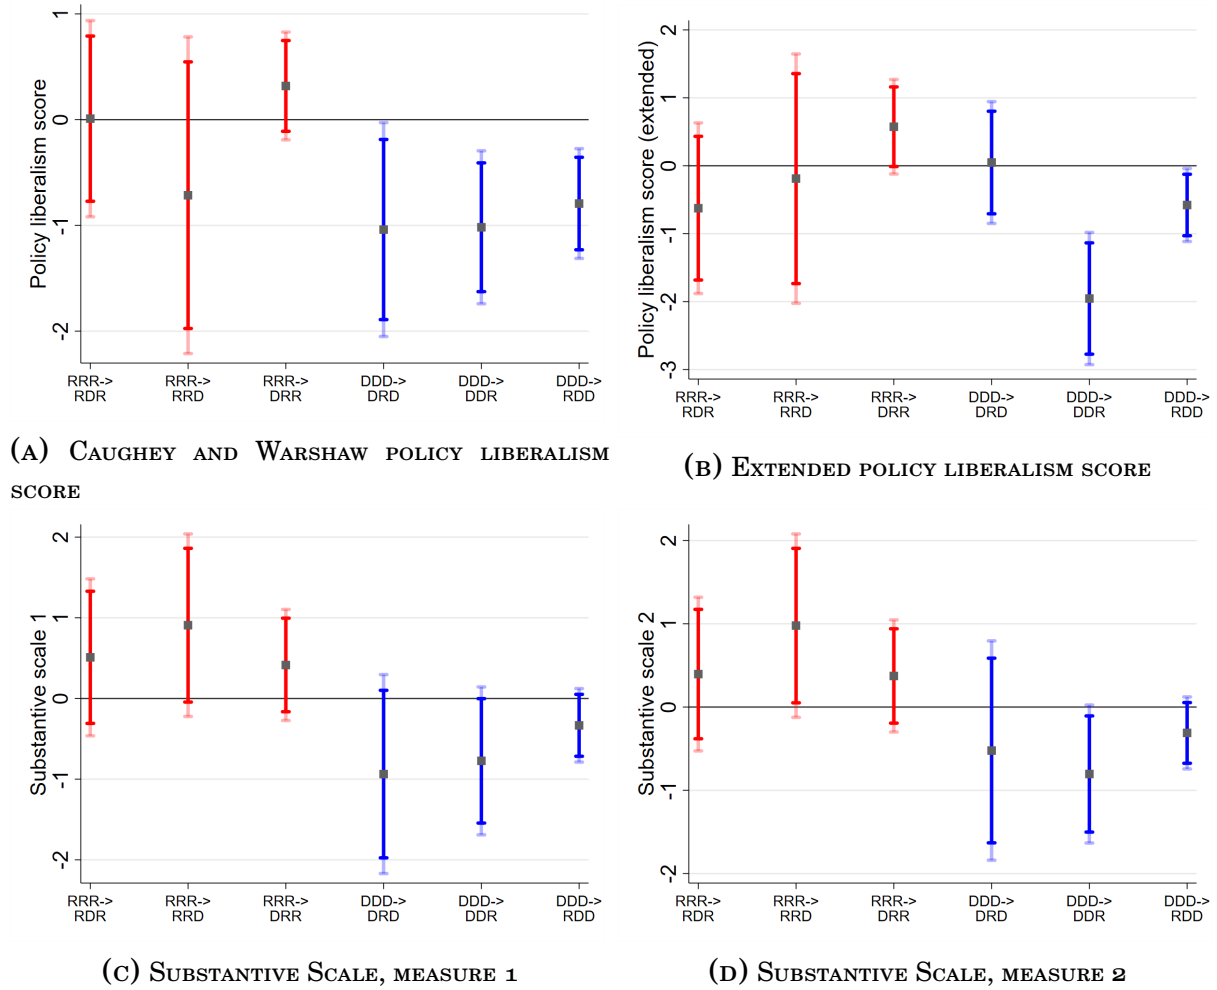 Policy liberalism score
1
0
-1
-2
RRR-> RRR-> RRR-> DDD-> DDD-> DDD->
RDR RRD DRR DRD DDR RDD
(A) Caughey and Warshaw policy liberalism
score
Policy liberalism score (extended)
2
1
0
-1
-2
-3
RRR-> RRR-> RRR-> DDD-> DDD-> DDD->
RDR RRD DRR DRD DDR RDD
(B) Extended policy liberalism score
Substantive scale 1
2
1
0
-1
-2
RRR-> RRR-> RRR-> DDD-> DDD-> DDD->
RDR RRD DRR DRD DDR RDD
(C) Substantive Scale, measure 1
Substantive scale 2
2
1
0
-1
-2
RRR-> RRR-> RRR-> DDD-> DDD-> DDD->
RDR RRD DRR DRD DDR RDD
(D) Substantive Scale, measure 2